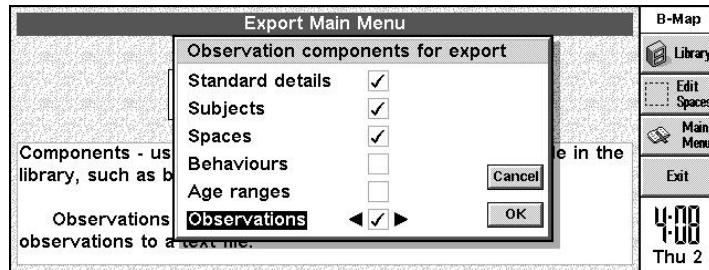 Export Main Menu
Observation components for export
Standard details
Subjects
Spaces
Behaviours
Age ranges
Observations
Cancel
OK
Components - us
e in the
library, such as b
Observations
observations to a text file.
B-Map
Library
Edit
Spaces
Main
Menu
Exit
4:08
Thu 2